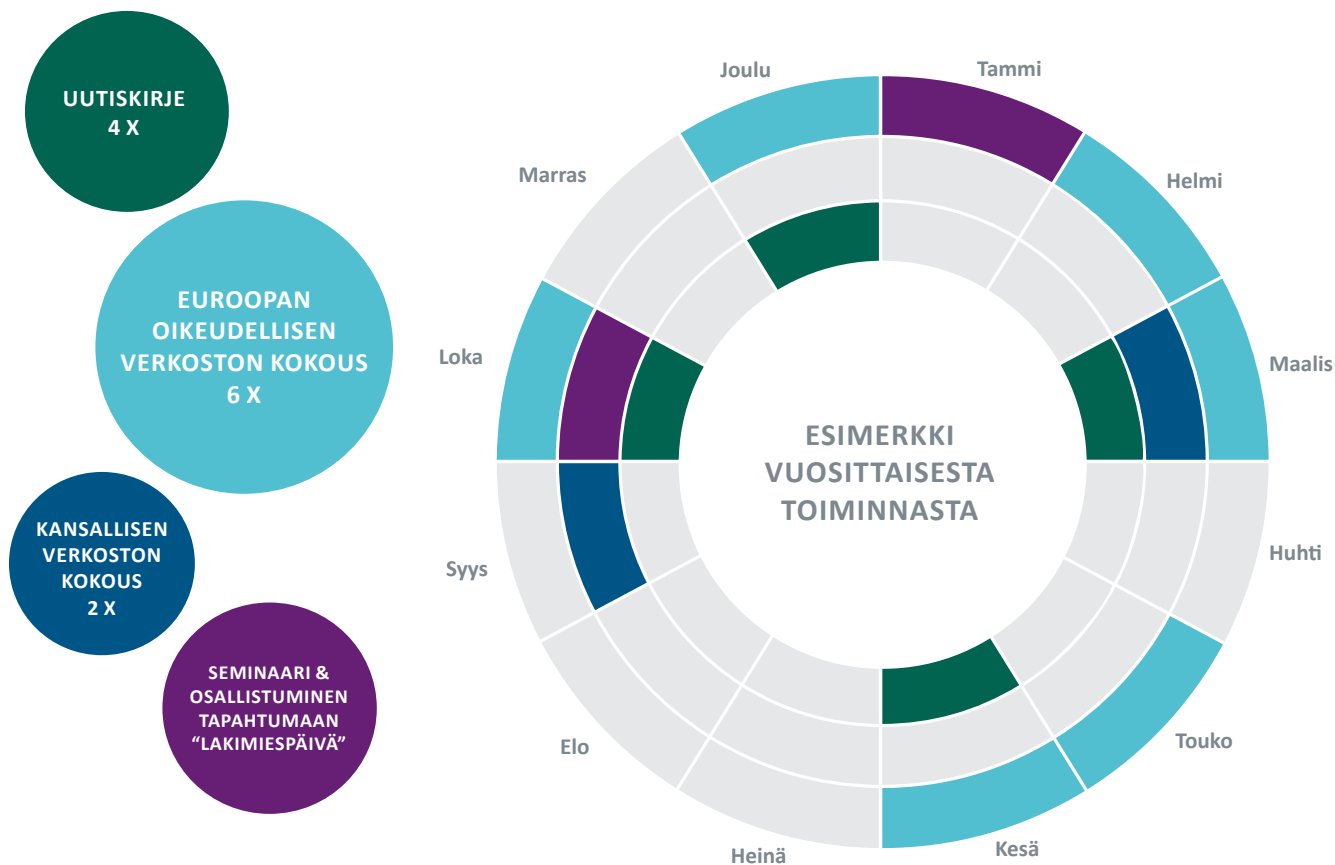 UUTISKIRJE
4 X
EUROOPAN
OIKEUDELLISEN
VERKOSTON KOKOUS
6 X
KANSALLISEN
VERKOSTON
KOKOUS
2 X
SEMINAARI &
OSALLISTUMINEN
TAPAHTUMAAN
“LAKIMIESPÄIVÄ”
Tammi
Helmi
Maalis
Huhti
Touko
Kesä
Heinä
Elo
Syys
Loka
Marras
Joulu
ESIMERKKI
VUOSITTAISESTA
TOIMINNASTA